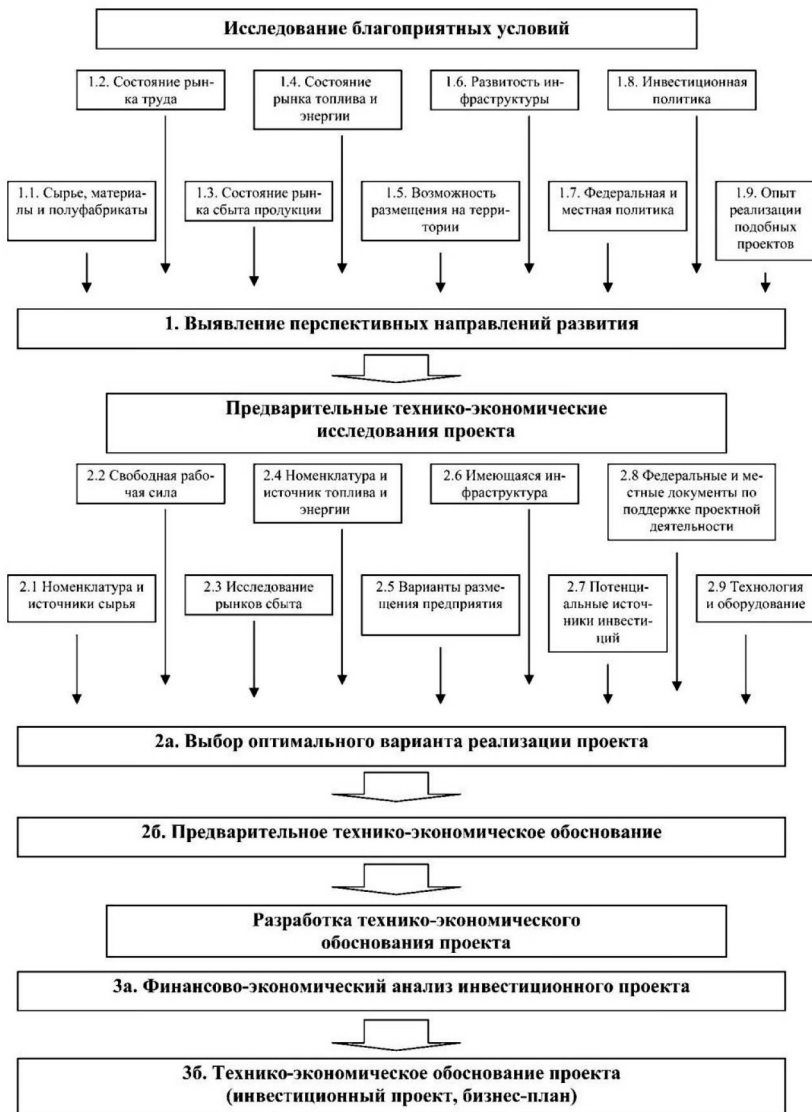 Исследование благоприятных условий
1.2. Состояние рын-
ка труда
1.4. Состояние
рынка топлива и
энергии
1.6. Развитость ин-
фраструктуры
1.8. Инвестиционная
политика
1.1. Сырье, материа-
лы и полуфабрикаты
1.3. Состояние рын-
ка сбыта продукции
1.5. Возможность
размещения на терри-
тории
1.7. Федеральная и
местная политика
1.9. Опыт
реализации
подобных
проектов
1. Выявление перспективных направлений развития
Предварительные технико-экономические
исследования проекта
2.2 Свободная рабо-
чая сила
2.4 Номенклатура и
источник топлива и
энергии
2.6 Имеющаяся ин-
фраструктура
2.8 Федеральные и ме-
стные документы по
поддержке проектной
деятельности
2.1 Номенклатура и
источники сырья
2.3 Исследование
рынков сбыта
2.5 Варианты разме-
щения предприятия
2.7 Потенци-
альные источ-
ники инвести-
ций
2.9 Технология
и оборудование
2а. Выбор оптимального варианта реализации проекта
2б. Предварительное технико-экономическое обоснование
Разработка технико-экономического
обоснования проекта
3а. Финансово-экономический анализ инвестиционного проекта
3б. Технико-экономическое обоснование проекта
(инвестиционный проект, бизнес-план)